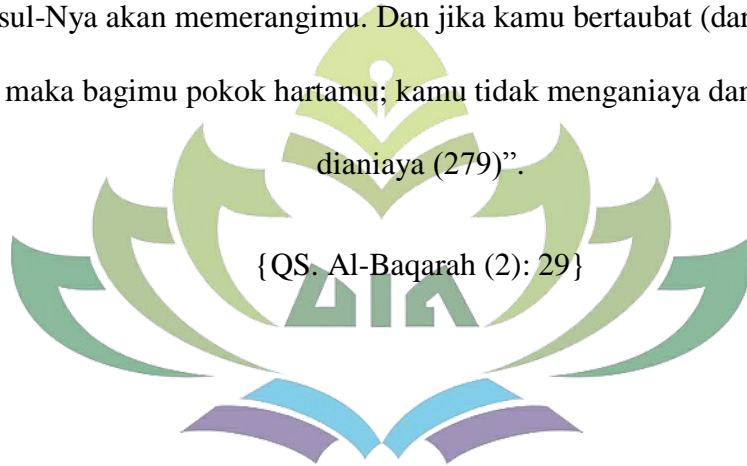 sul-Nya akan memerangimu. Dan jika kamu bertaubat (dar
maka bagimu pokok hartamu; kamu tidak menganiaya dan
dianiaya (279)”.
{QS. Al-Baqarah (2): 29}